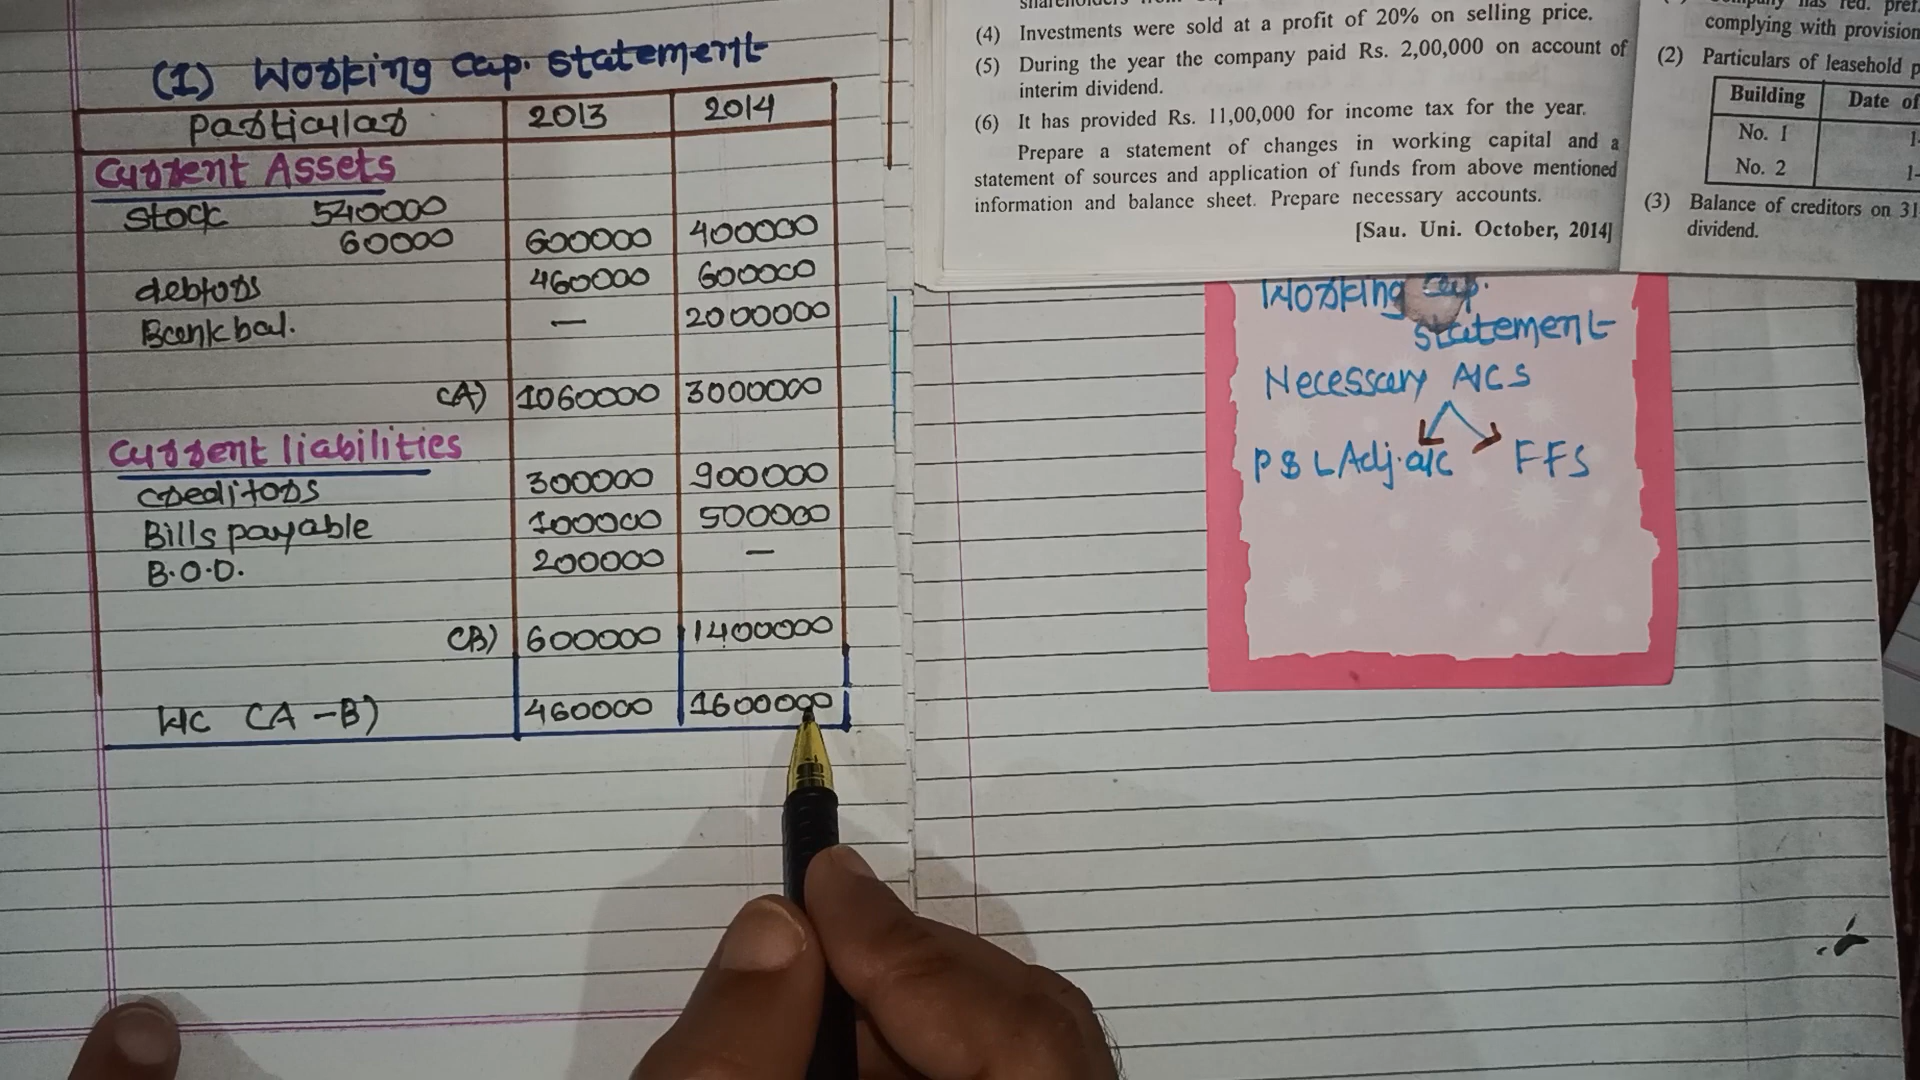 (1) Working cap. statement
Particular 2013 2014
Current Assets
stock 540000
60000 600000 400000
debtors 460000 600000
Bank bal. — 2000000
(A) 1060000 3000000
Current liabilities
creditors 300000 900000
Bills payable 100000 500000
B.O.D. 200000 —
(B) 600000 1400000
WC (A-B) 460000 1600000
(4) Investments were sold at a profit of 20% on selling price.
(5) During the year the company paid Rs. 2,00,000 on account of
interim dividend.
(6) It has provided Rs. 11,00,000 for income tax for the year.
Prepare a statement of changes in working capital and a
statement of sources and application of funds from above mentioned
information and balance sheet. Prepare necessary accounts.
[Sau. Uni. October, 2014]
has red. pref.
complying with provision
(2) Particulars of leasehold p
Building Date of
No. 1 1-
No. 2 1-
(3) Balance of creditors on 31
dividend.
Working cap.
statement
Necessary A/CS
P & L Adj. a/c FFS